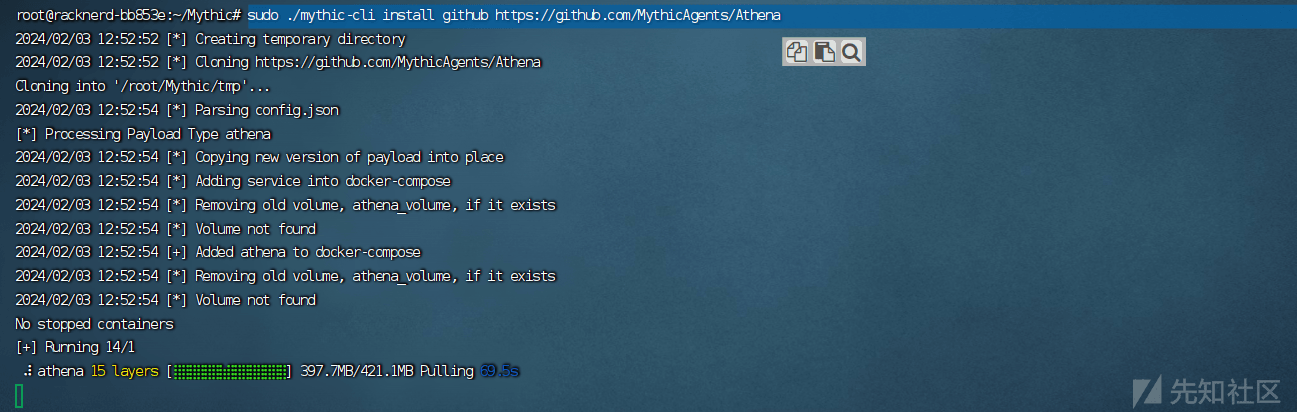 root@racknerd-bb853e:~/Mythic# sudo ./mythic-cli install github https://github.com/MythicAgents/Athena
2024/02/03 12:52:52 [*] Creating temporary directory
2024/02/03 12:52:52 [*] Cloning https://github.com/MythicAgents/Athena
Cloning into '/root/Mythic/tmp'...
2024/02/03 12:52:54 [*] Parsing config.json
[*] Processing Payload Type athena
2024/02/03 12:52:54 [*] Copying new version of payload into place
2024/02/03 12:52:54 [*] Adding service into docker-compose
2024/02/03 12:52:54 [*] Removing old volume, athena_volume, if it exists
2024/02/03 12:52:54 [*] Volume not found
2024/02/03 12:52:54 [+] Added athena to docker-compose
2024/02/03 12:52:54 [*] Removing old volume, athena_volume, if it exists
2024/02/03 12:52:54 [*] Volume not found
No stopped containers
[+] Running 14/1
athena 15 layers [⣿⣿⣿⣿⣿⣿⣿⣿⣿⣿⣿⣿⣿⣿⣿] 397.7MB/421.1MB Pulling 69.5s
先知社区